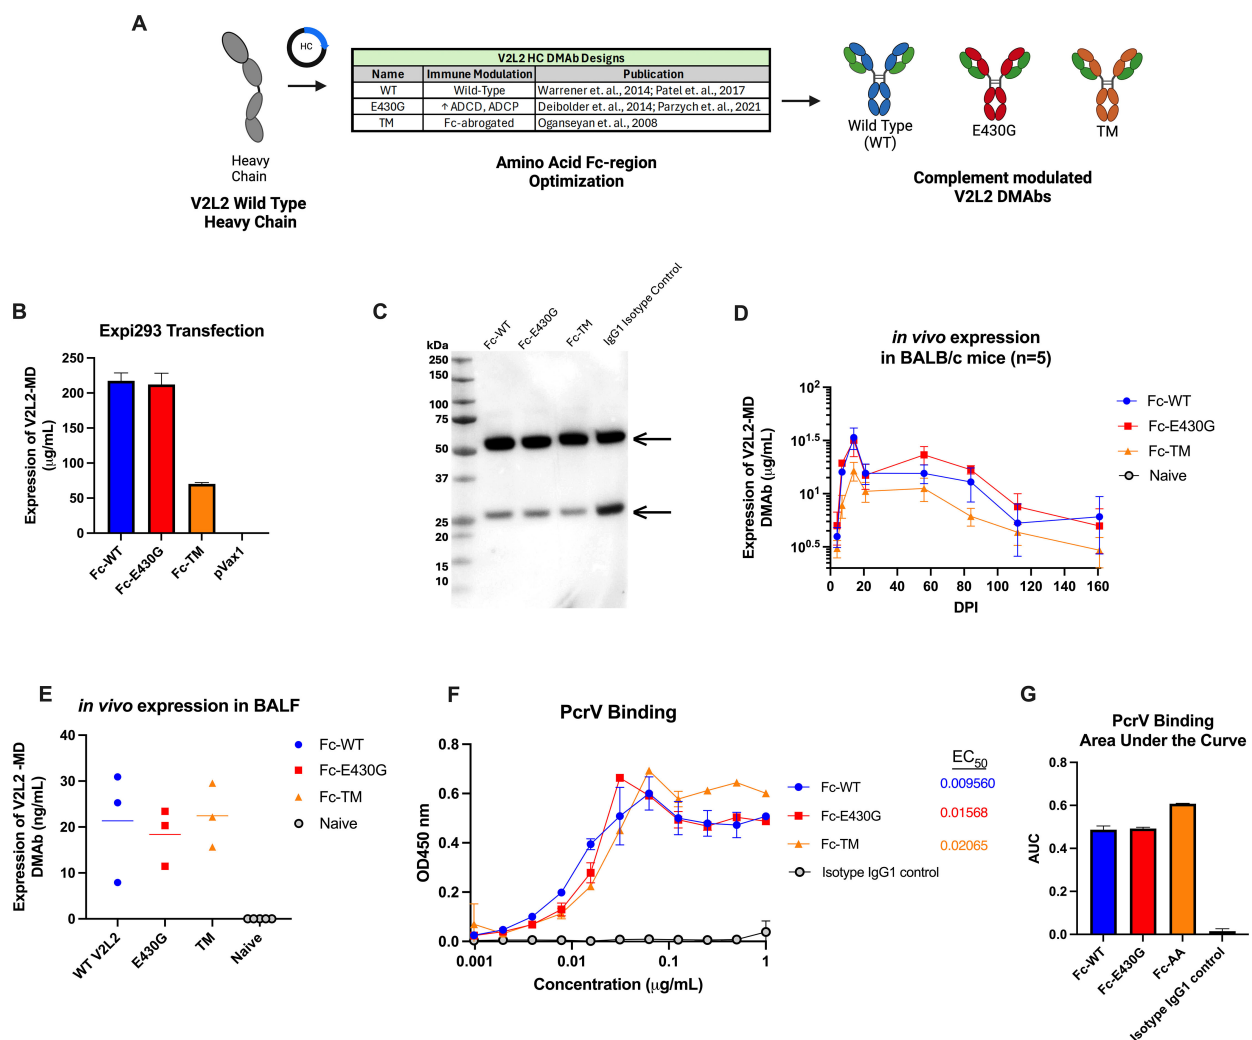 A
HC
Heavy
Chain
V2L2 Wild Type
Heavy Chain
V2L2 HC DMAb Designs
Name Immune Modulation Publication
WT Wild-Type Warrener et. al., 2014; Patel et. al., 2017
E430G ↑ ADCD, ADCP Deibolder et. al., 2014; Parzych et. al., 2021
TM Fc-abrogated Oganseyan et. al., 2008
Amino Acid Fc-region
Optimization
Wild Type
(WT)
E430G
TM
Complement modulated
V2L2 DMAbs
B
Expi293 Transfection
Expression of V2L2-MD
(μg/mL)
250
200
150
100
50
0
Fc-WT
Fc-E430G
Fc-TM
pVax1
C
Fc-WT
Fc-E430G
Fc-TM
IgG1 Isotype Control
kDa
250
150
100
75
50
37
25
20
15
10
D
in vivo expression
in BALB/c mice (n=5)
Expression of V2L2-MD
DMAb (μg/mL)
10^2
10^1.5
10^1
10^0.5
0 20 40 60 80 100 120 140 160
DPI
Fc-WT
Fc-E430G
Fc-TM
Naive
E
in vivo expression in BALF
Expression of V2L2 -MD
DMAb (ng/mL)
40
30
20
10
0
WT V2L2
E430G
TM
Naive
Fc-WT
Fc-E430G
Fc-TM
Naive
F
PcrV Binding
OD450 nm
0.8
0.6
0.4
0.2
0.0
0.001 0.01 0.1 1
Concentration (μg/mL)
EC50
Fc-WT 0.009560
Fc-E430G 0.01568
Fc-TM 0.02065
Isotype IgG1 control
G
PcrV Binding
Area Under the Curve
AUC
0.8
0.6
0.4
0.2
0.0
Fc-WT
Fc-E430G
Fc-AA
Isotype IgG1 control